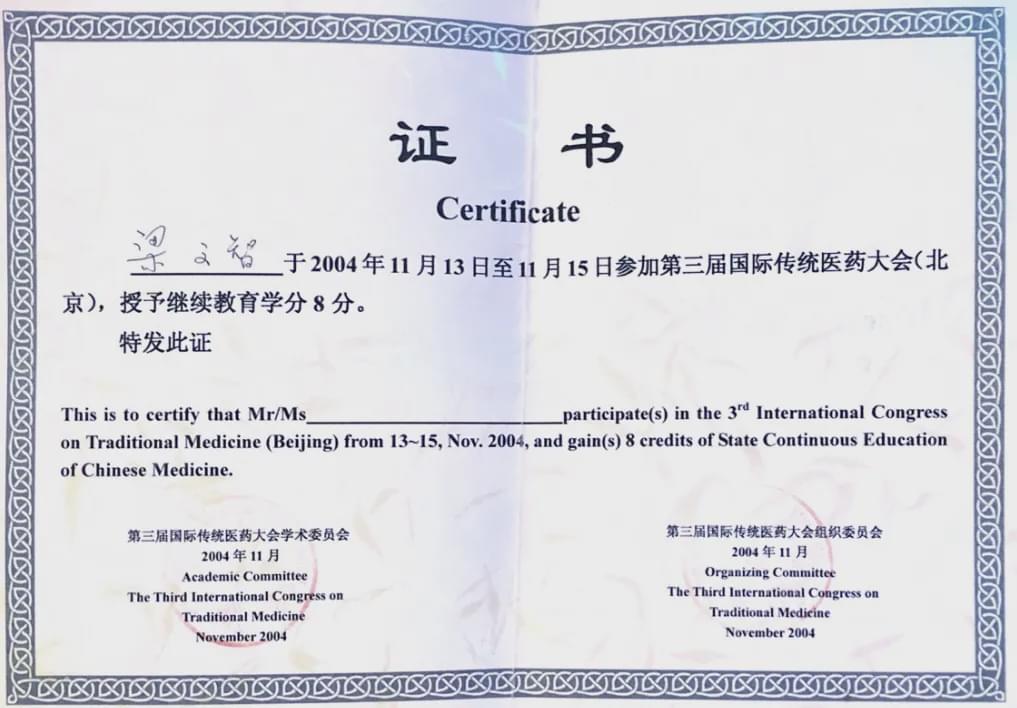 证 书
Certificate
梁文智于2004年11月13日至11月15日参加第三届国际传统医药大会（北
京），授予继续教育学分8分。
特发此证
This is to certify that Mr/Ms____________________participate(s) in the 3rd International Congress
on Traditional Medicine (Beijing) from 13~15, Nov. 2004, and gain(s) 8 credits of State Continuous Education
of Chinese Medicine.
第三届国际传统医药大会学术委员会
2004年11月
Academic Committee
The Third International Congress on
Traditional Medicine
November 2004
第三届国际传统医药大会组织委员会
2004年11月
Organizing Committee
The Third International Congress on
Traditional Medicine
November 2004